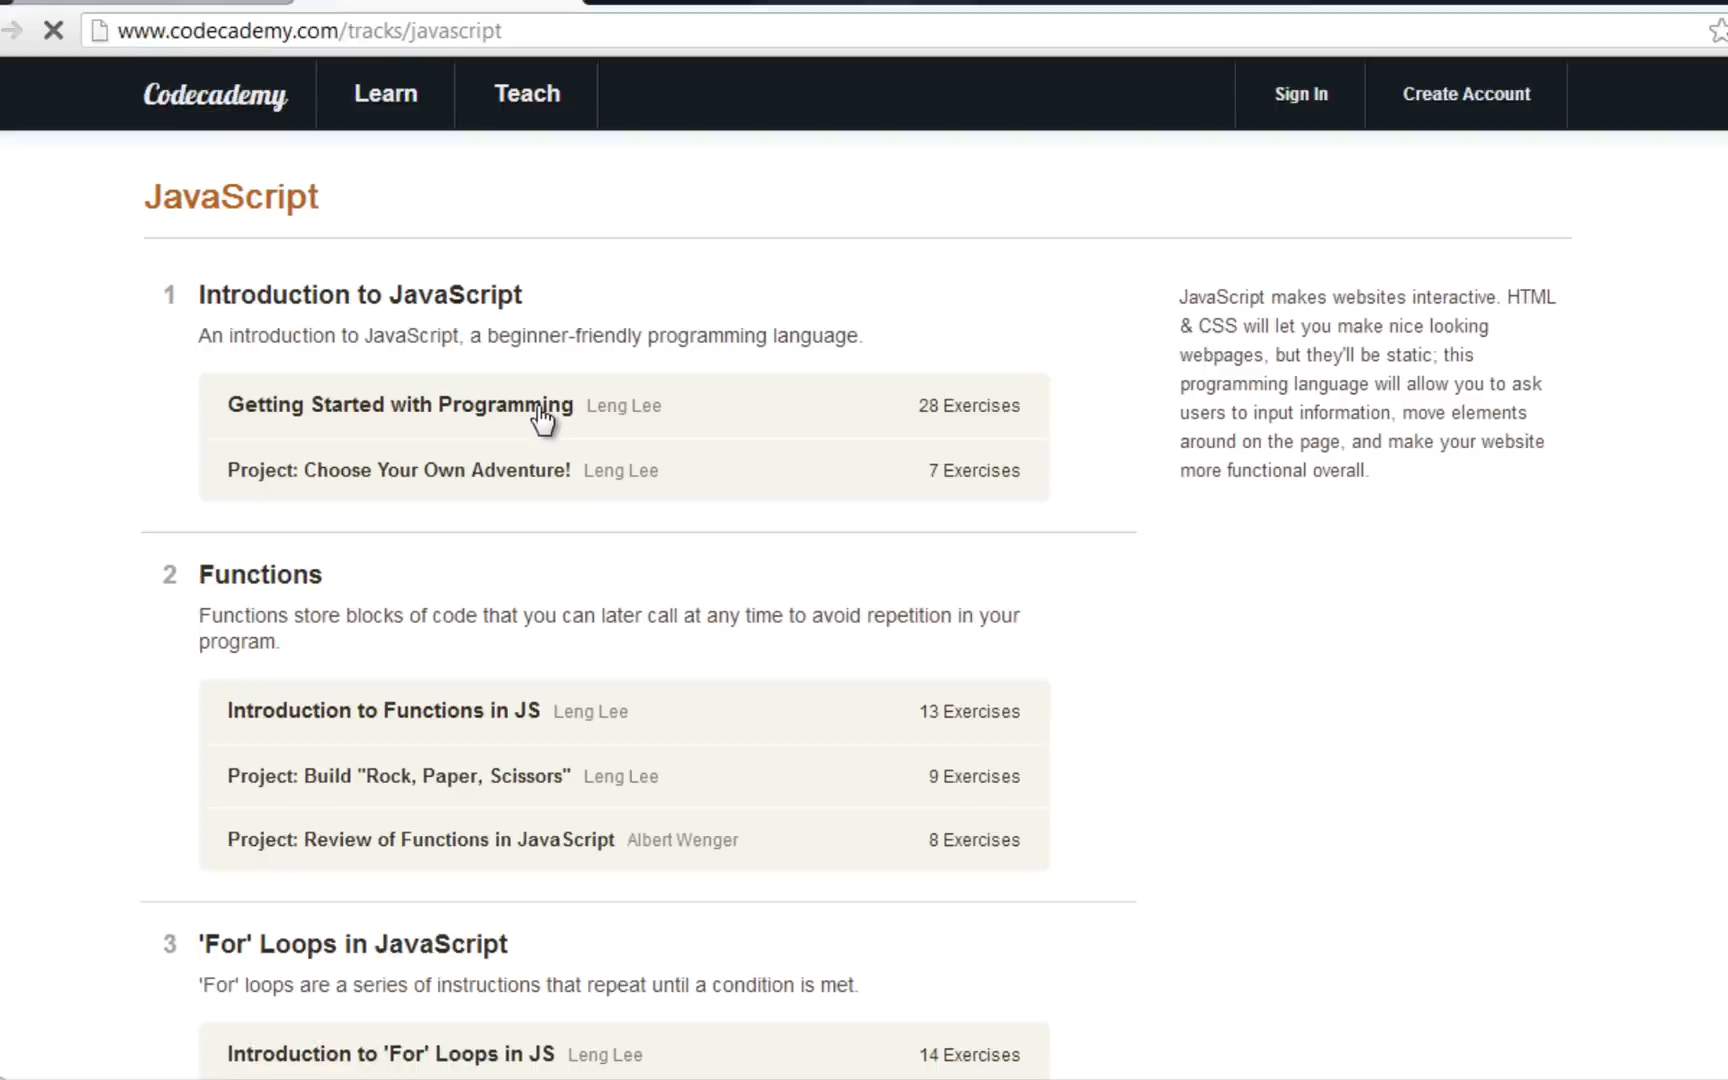 www.codecademy.com/tracks/javascript
Codecademy
Learn
Teach
Sign In
Create Account
JavaScript
1 Introduction to JavaScript
An introduction to JavaScript, a beginner-friendly programming language.
Getting Started with Programming Leng Lee 28 Exercises
Project: Choose Your Own Adventure! Leng Lee 7 Exercises
JavaScript makes websites interactive. HTML
& CSS will let you make nice looking
webpages, but they'll be static; this
programming language will allow you to ask
users to input information, move elements
around on the page, and make your website
more functional overall.
2 Functions
Functions store blocks of code that you can later call at any time to avoid repetition in your
program.
Introduction to Functions in JS Leng Lee 13 Exercises
Project: Build "Rock, Paper, Scissors" Leng Lee 9 Exercises
Project: Review of Functions in JavaScript Albert Wenger 8 Exercises
3 'For' Loops in JavaScript
'For' loops are a series of instructions that repeat until a condition is met.
Introduction to 'For' Loops in JS Leng Lee 14 Exercises